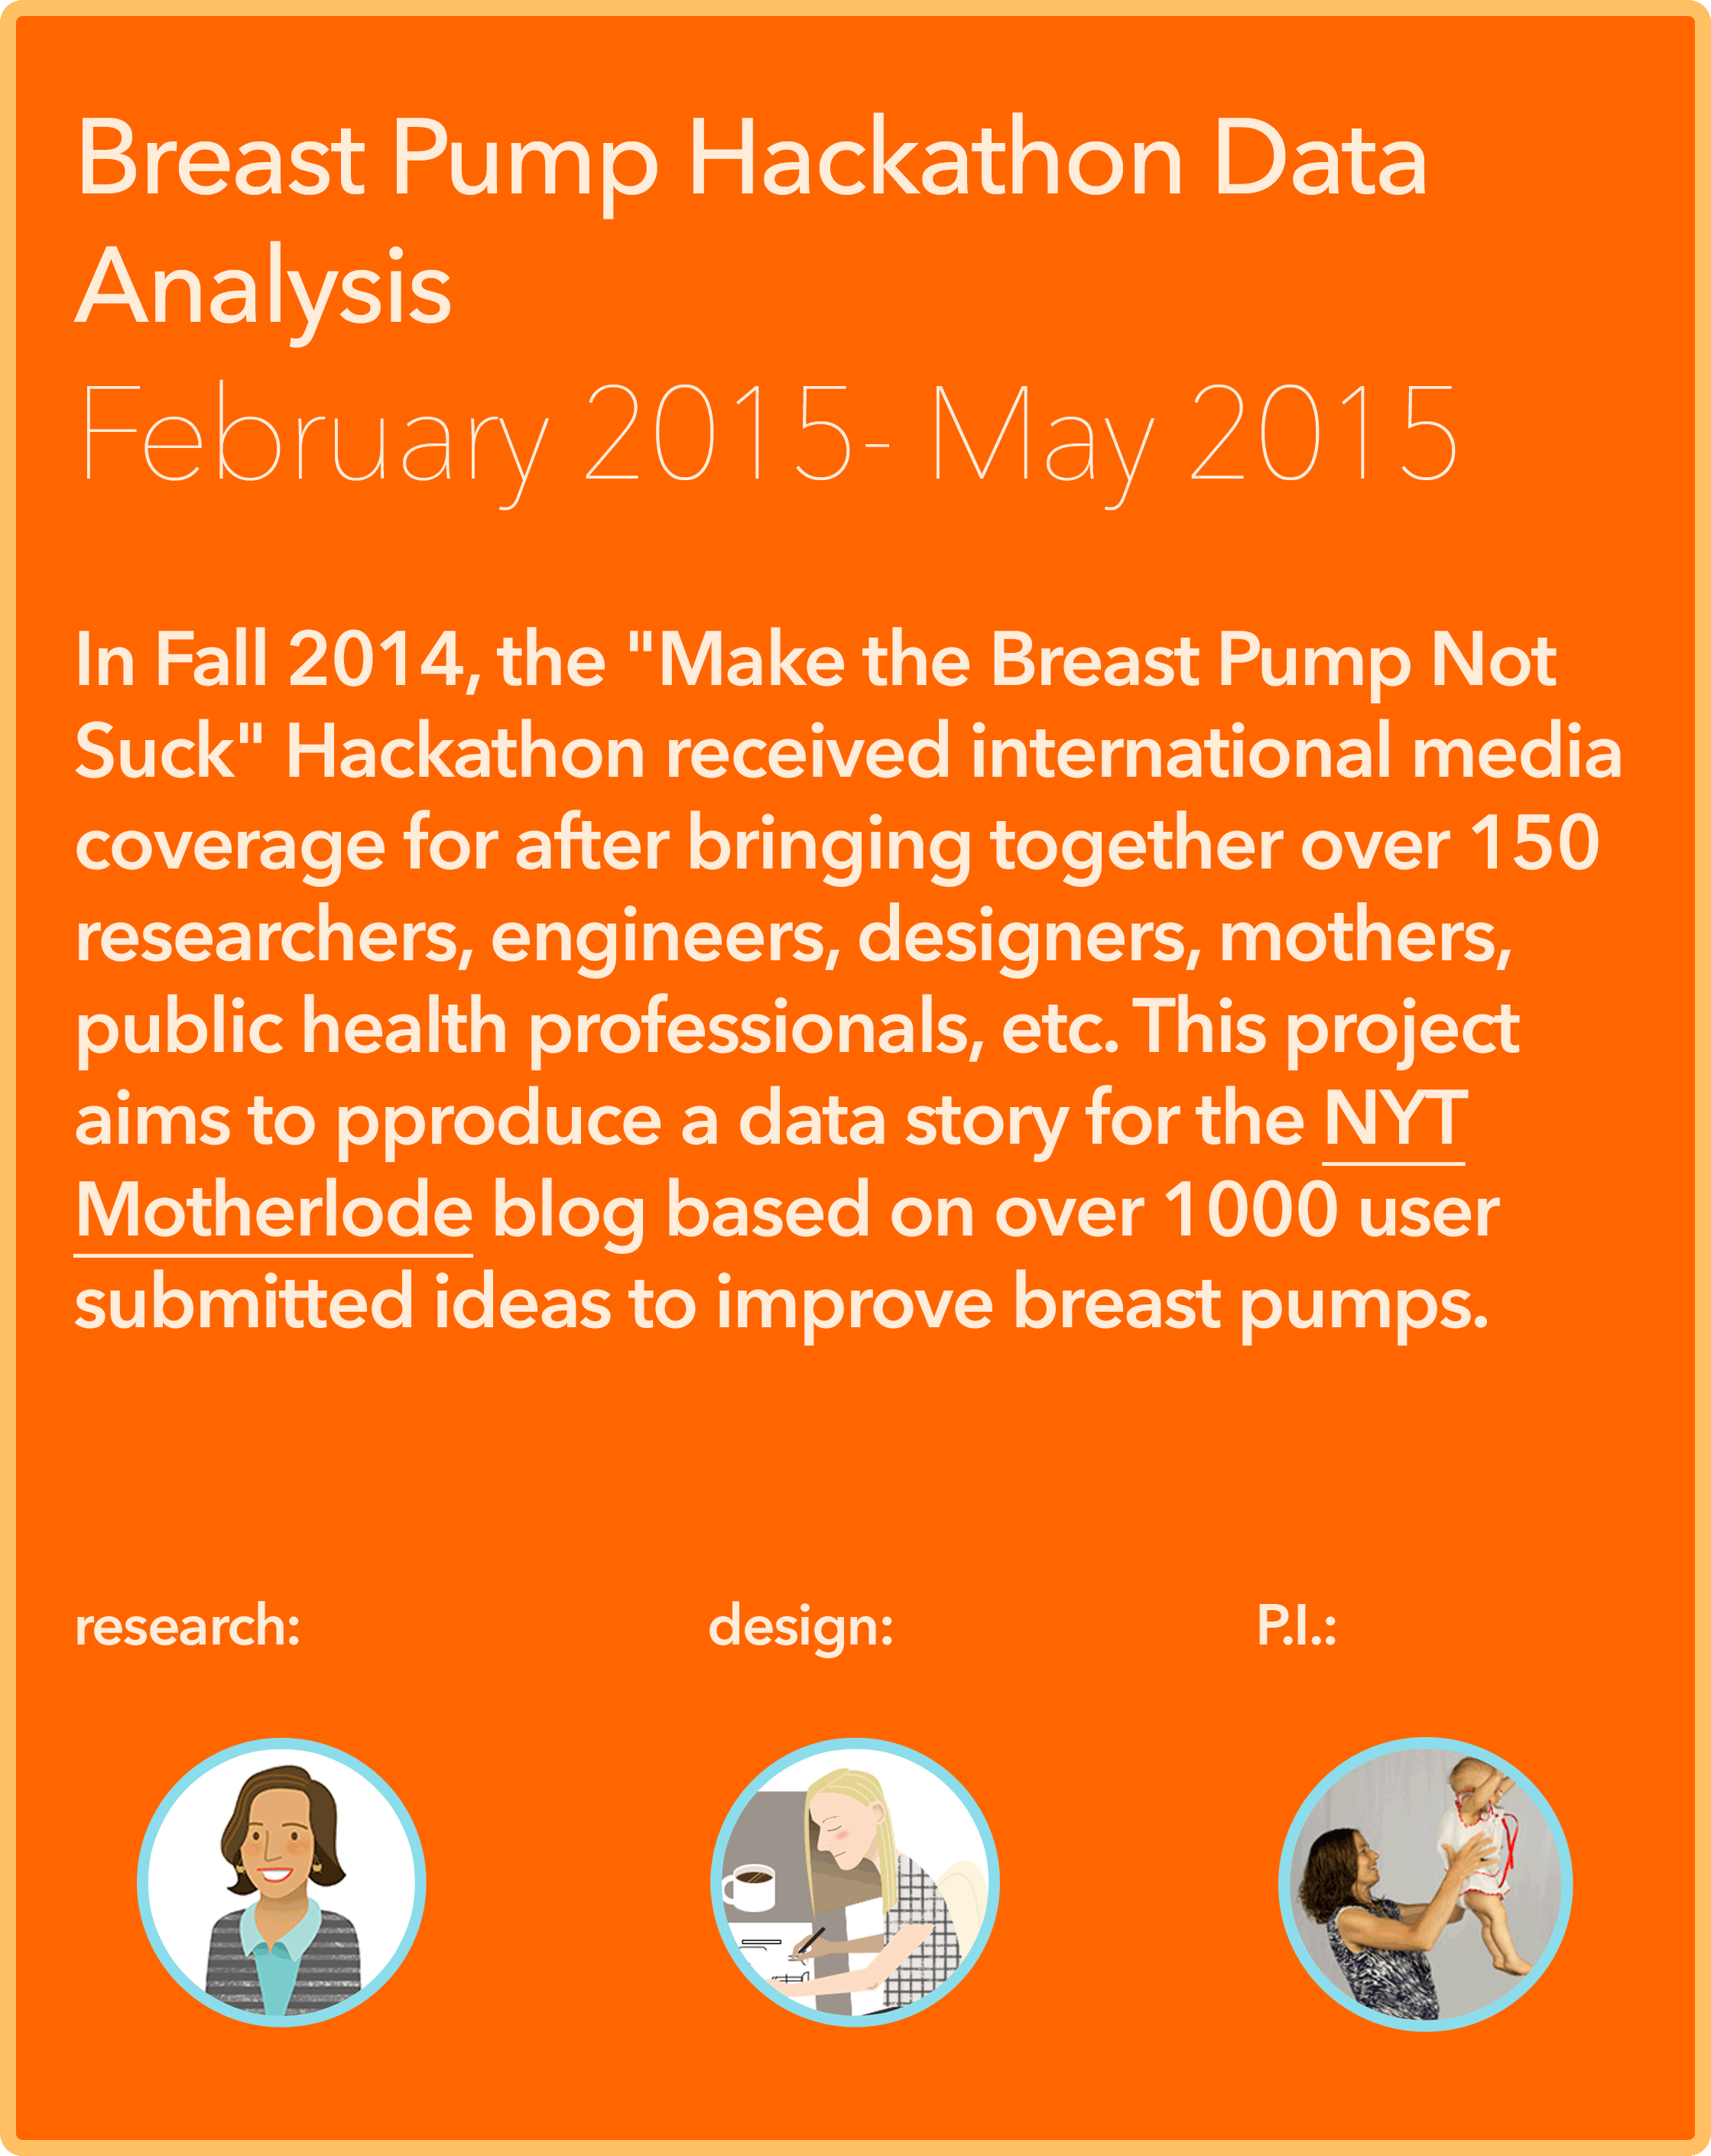 Breast Pump Hackathon Data
Analysis
February 2015- May 2015
In Fall 2014, the "Make the Breast Pump Not
Suck" Hackathon received international media
coverage for after bringing together over 150
researchers, engineers, designers, mothers,
public health professionals, etc. This project
aims to pproduce a data story for the NYT
Motherlode blog based on over 1000 user
submitted ideas to improve breast pumps.
research: design: P.I.: